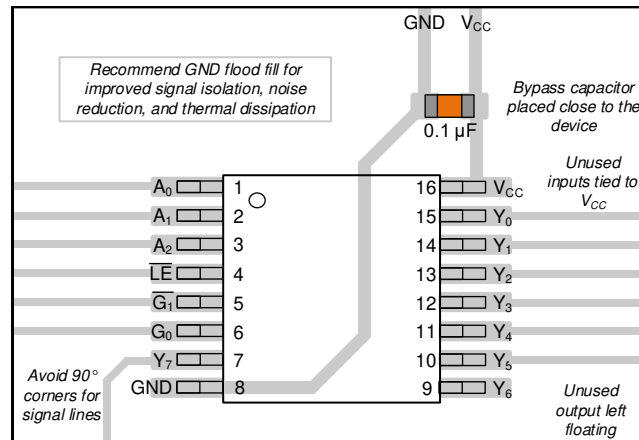 GND VCC
Recommend GND flood fill for
improved signal isolation, noise
reduction, and thermal dissipation
Bypass capacitor
placed close to the
device
0.1 µF
Unused
inputs tied to
VCC
A0 1 16 VCC
A1 2 15 Y0
A2 3 14 Y1
L̅E̅ 4 13 Y2
G̅1̅ 5 12 Y3
G0 6 11 Y4
Y7 7 10 Y5
GND 8 9 Y6
Avoid 90°
corners for
signal lines
Unused
output left
floating